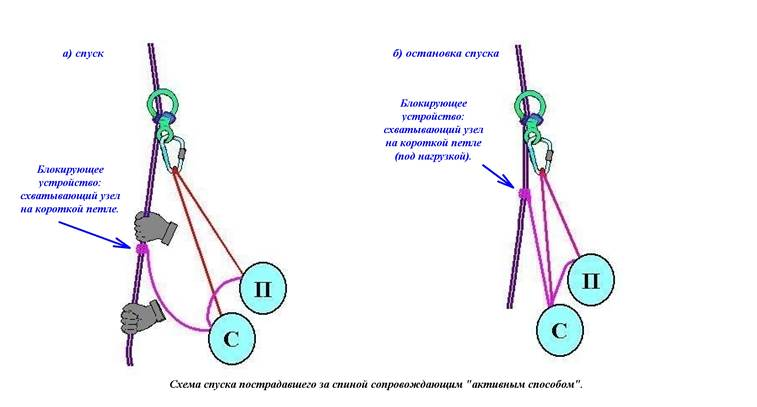 а) спуск
Блокирующее
устройство:
схватывающий узел
на короткой петле.
П
С
б) остановка спуска
Блокирующее
устройство:
схватывающий узел
на короткой петле
(под нагрузкой).
П
С
Схема спуска пострадавшего за спиной сопровождающим "активным способом".